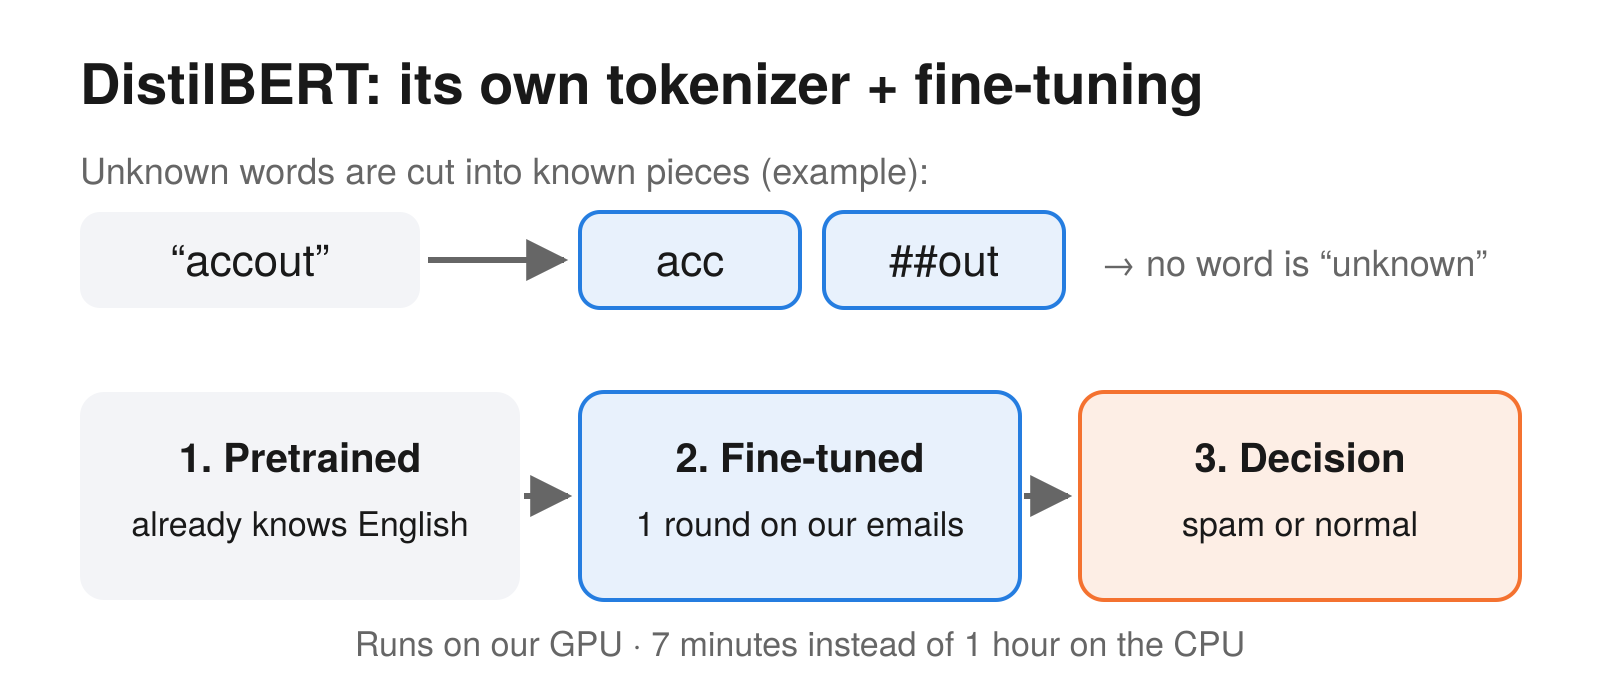 DistilBERT: its own tokenizer + fine-tuning
Unknown words are cut into known pieces (example):
“accout” acc ##out → no word is “unknown”
1. Pretrained
already knows English
2. Fine-tuned
1 round on our emails
3. Decision
spam or normal
Runs on our GPU · 7 minutes instead of 1 hour on the CPU